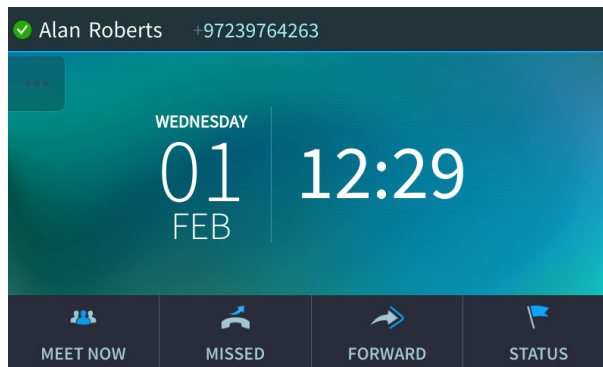 Alan Roberts +97239764263
WEDNESDAY
01
FEB
12:29
MEET NOW MISSED FORWARD STATUS